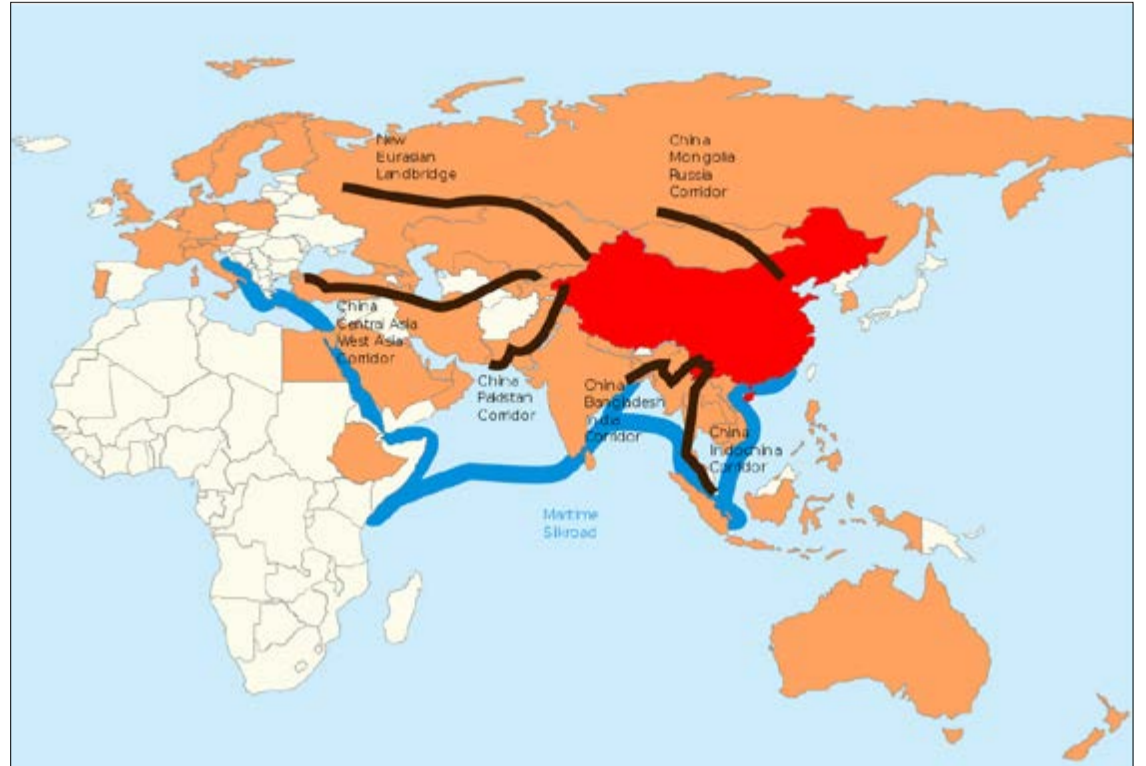 New
Eurasian
Landbridge
China
Mongolia
Russia
Corridor
China
Central Asia
West Asia
Corridor
China
Pakistan
Corridor
China
Bangladesh
India
Corridor
China
Indochina
Corridor
Maritime
Silkroad